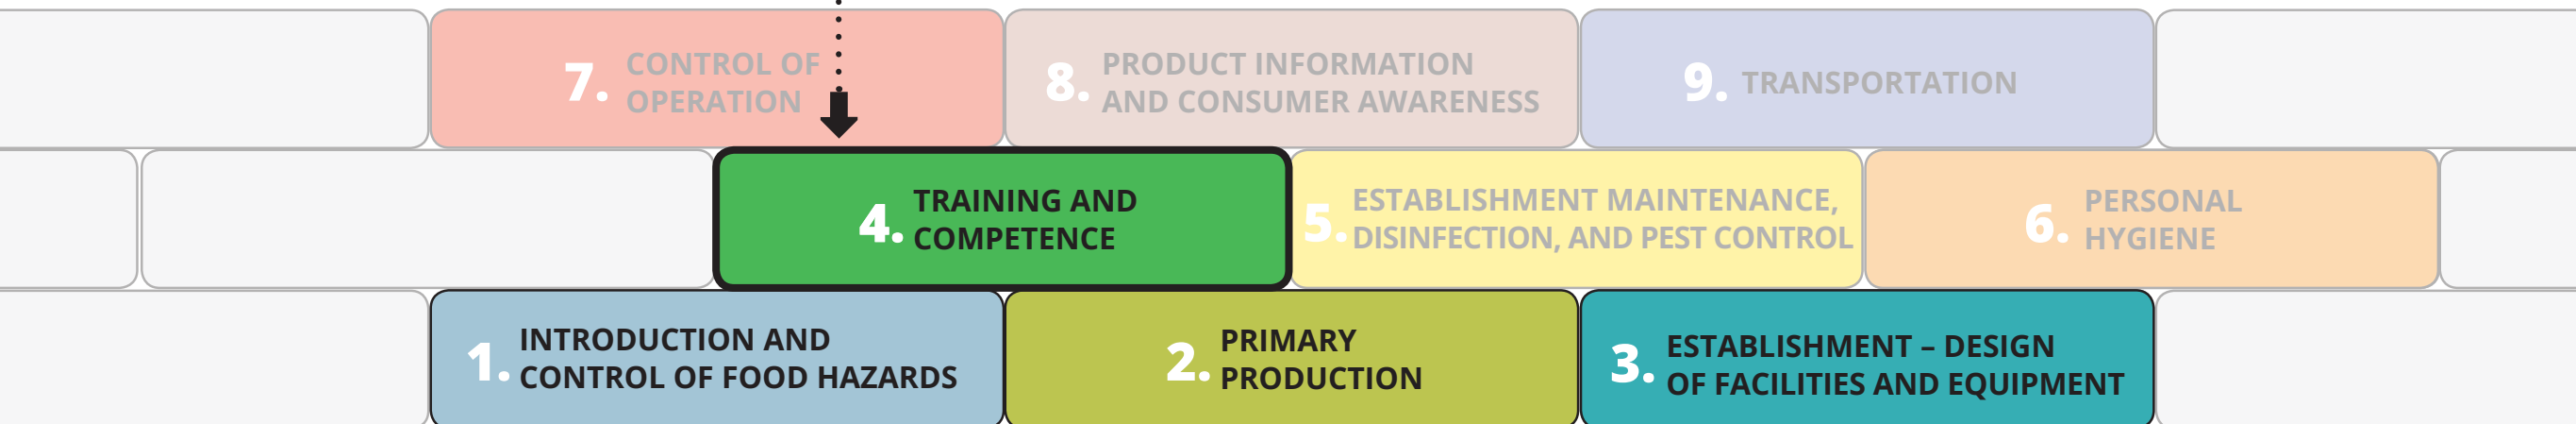 7. CONTROL OF
OPERATION
8. PRODUCT INFORMATION
AND CONSUMER AWARENESS
9. TRANSPORTATION
4. TRAINING AND
COMPETENCE
5. ESTABLISHMENT MAINTENANCE,
DISINFECTION, AND PEST CONTROL
6. PERSONAL
HYGIENE
1. INTRODUCTION AND
CONTROL OF FOOD HAZARDS
2. PRIMARY
PRODUCTION
3. ESTABLISHMENT – DESIGN
OF FACILITIES AND EQUIPMENT